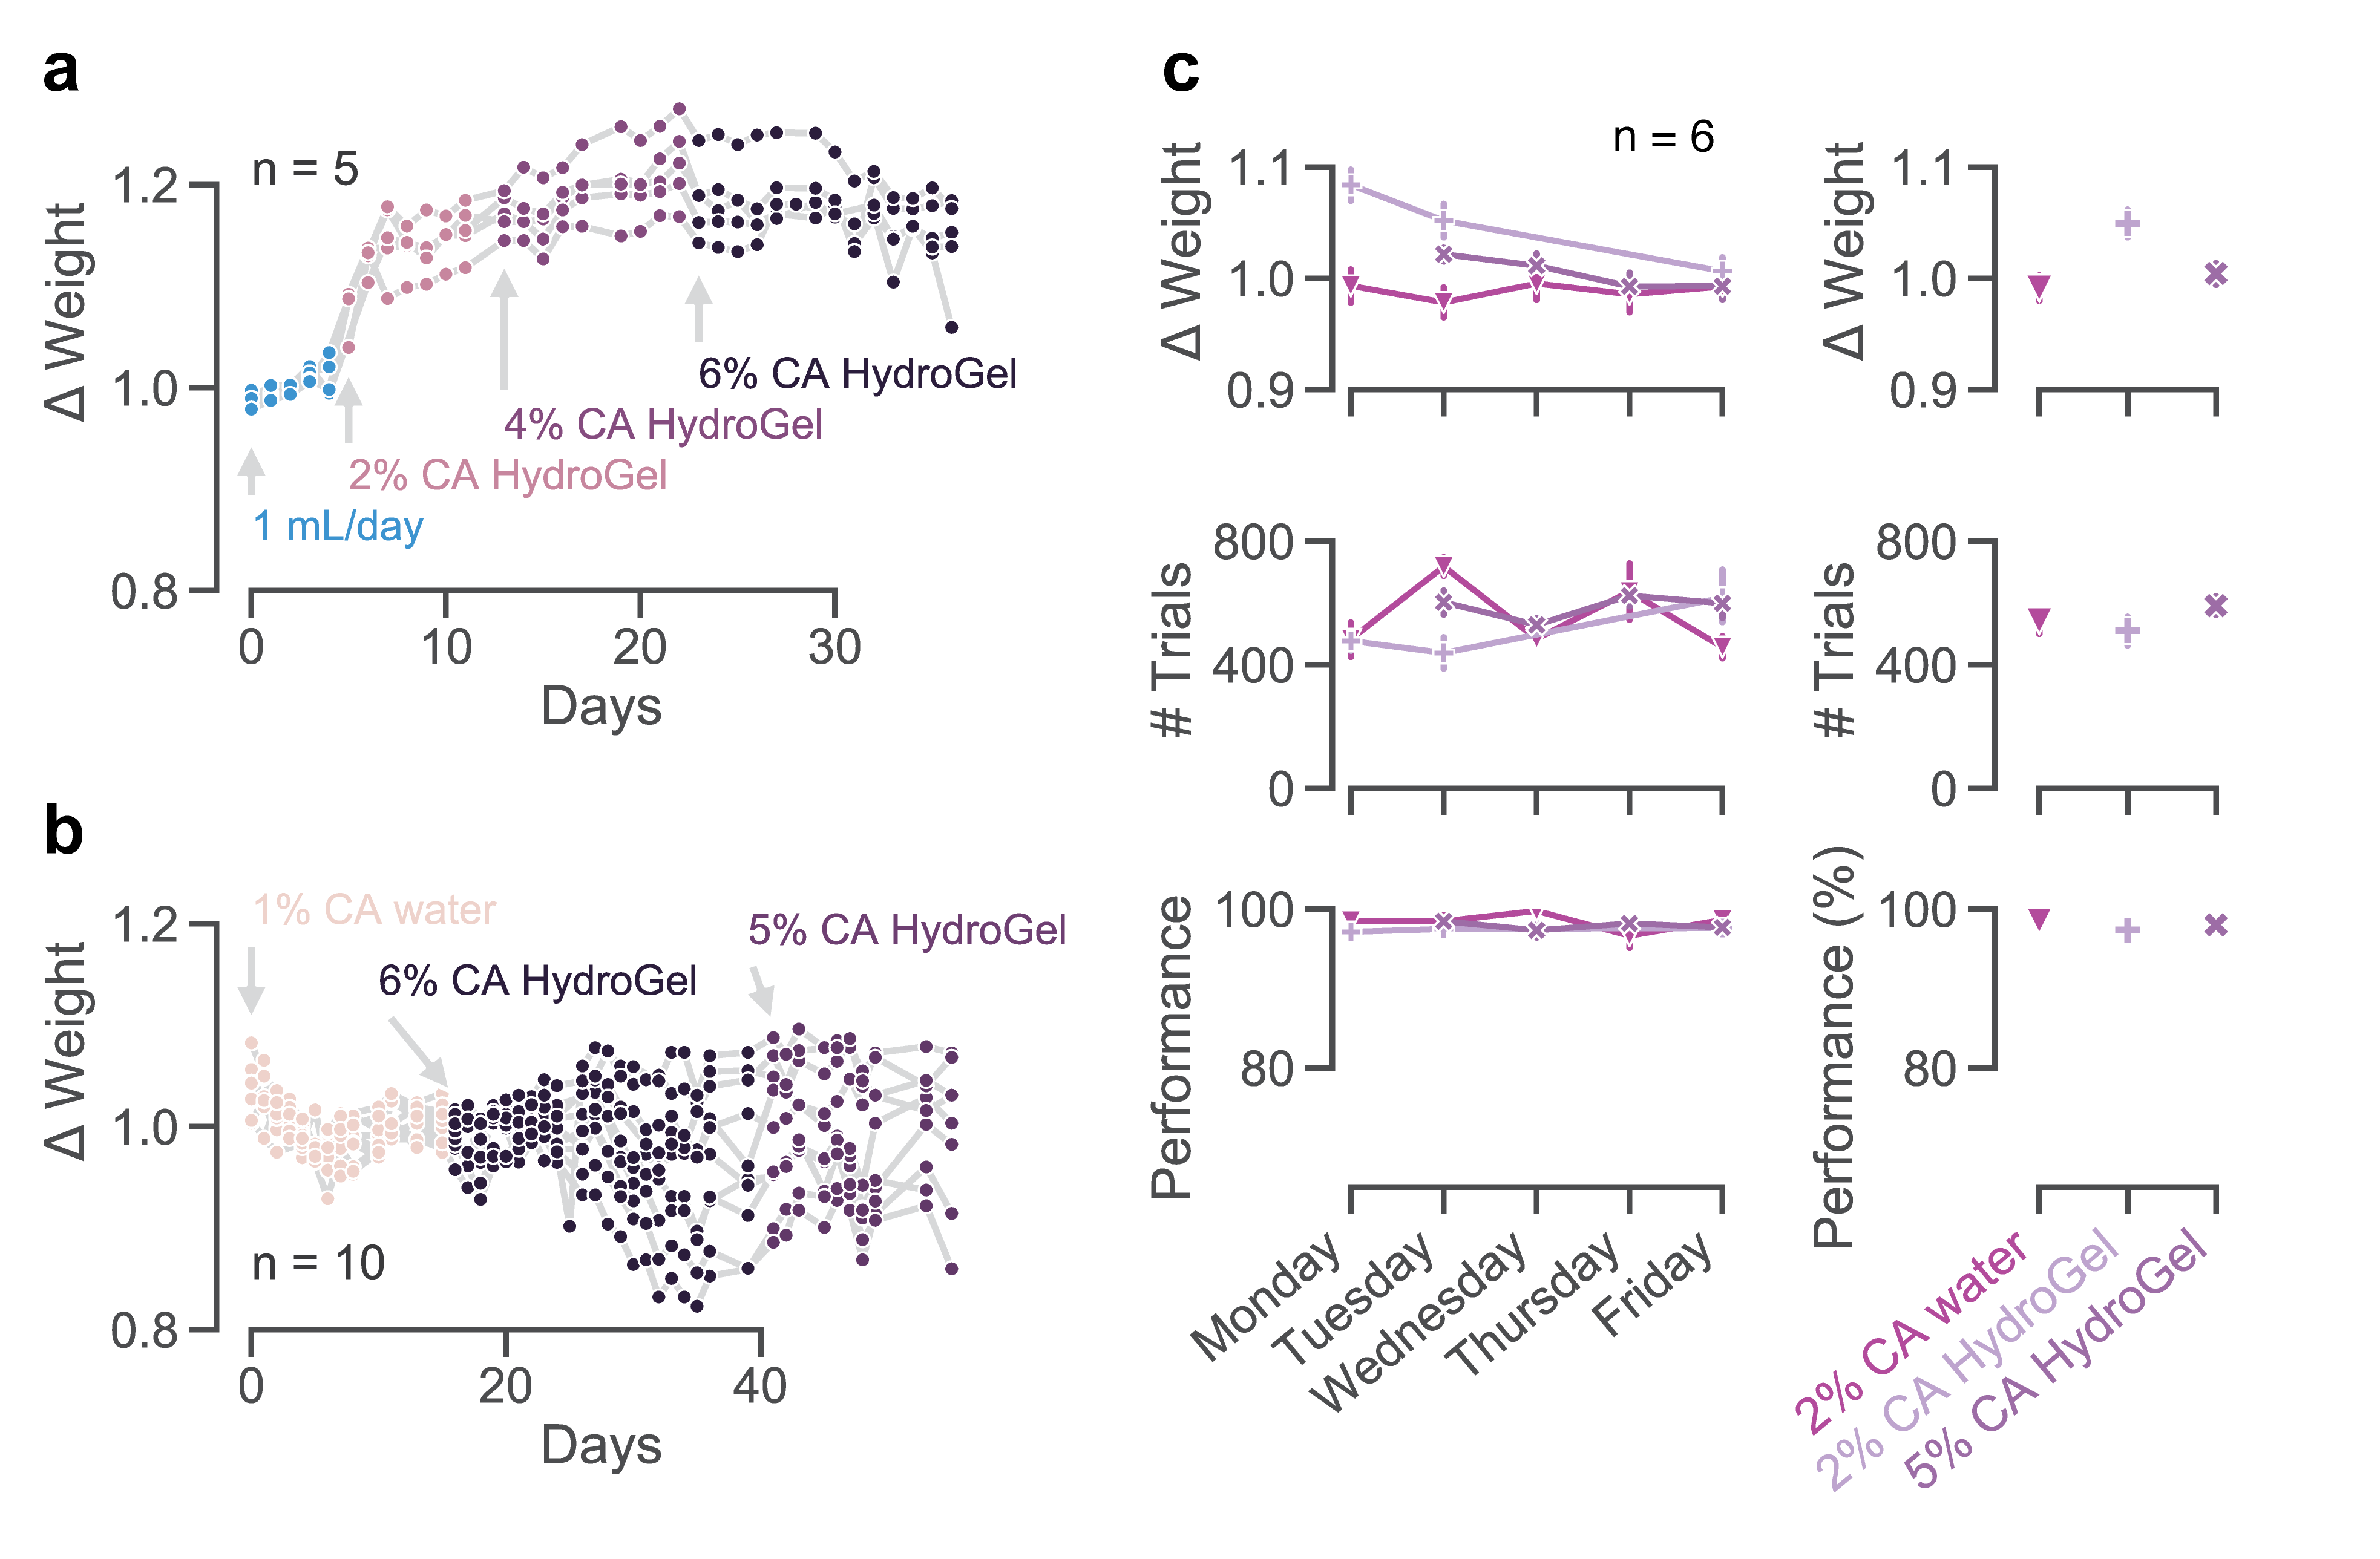 a
n = 5
Δ Weight
1.2
1.0
0.8
6% CA HydroGel
4% CA HydroGel
2% CA HydroGel
1 mL/day
0
10
20
30
Days
b
Δ Weight
1.2
1.0
0.8
1% CA water
5% CA HydroGel
6% CA HydroGel
n = 10
0
20
40
Days
c
n = 6
Δ Weight
1.1
1.0
0.9
Δ Weight
1.1
1.0
0.9
# Trials
800
400
0
# Trials
800
400
0
Performance
100
80
Performance (%)
100
80
Monday
Tuesday
Wednesday
Thursday
Friday
2% CA water
2% CA HydroGel
5% CA HydroGel